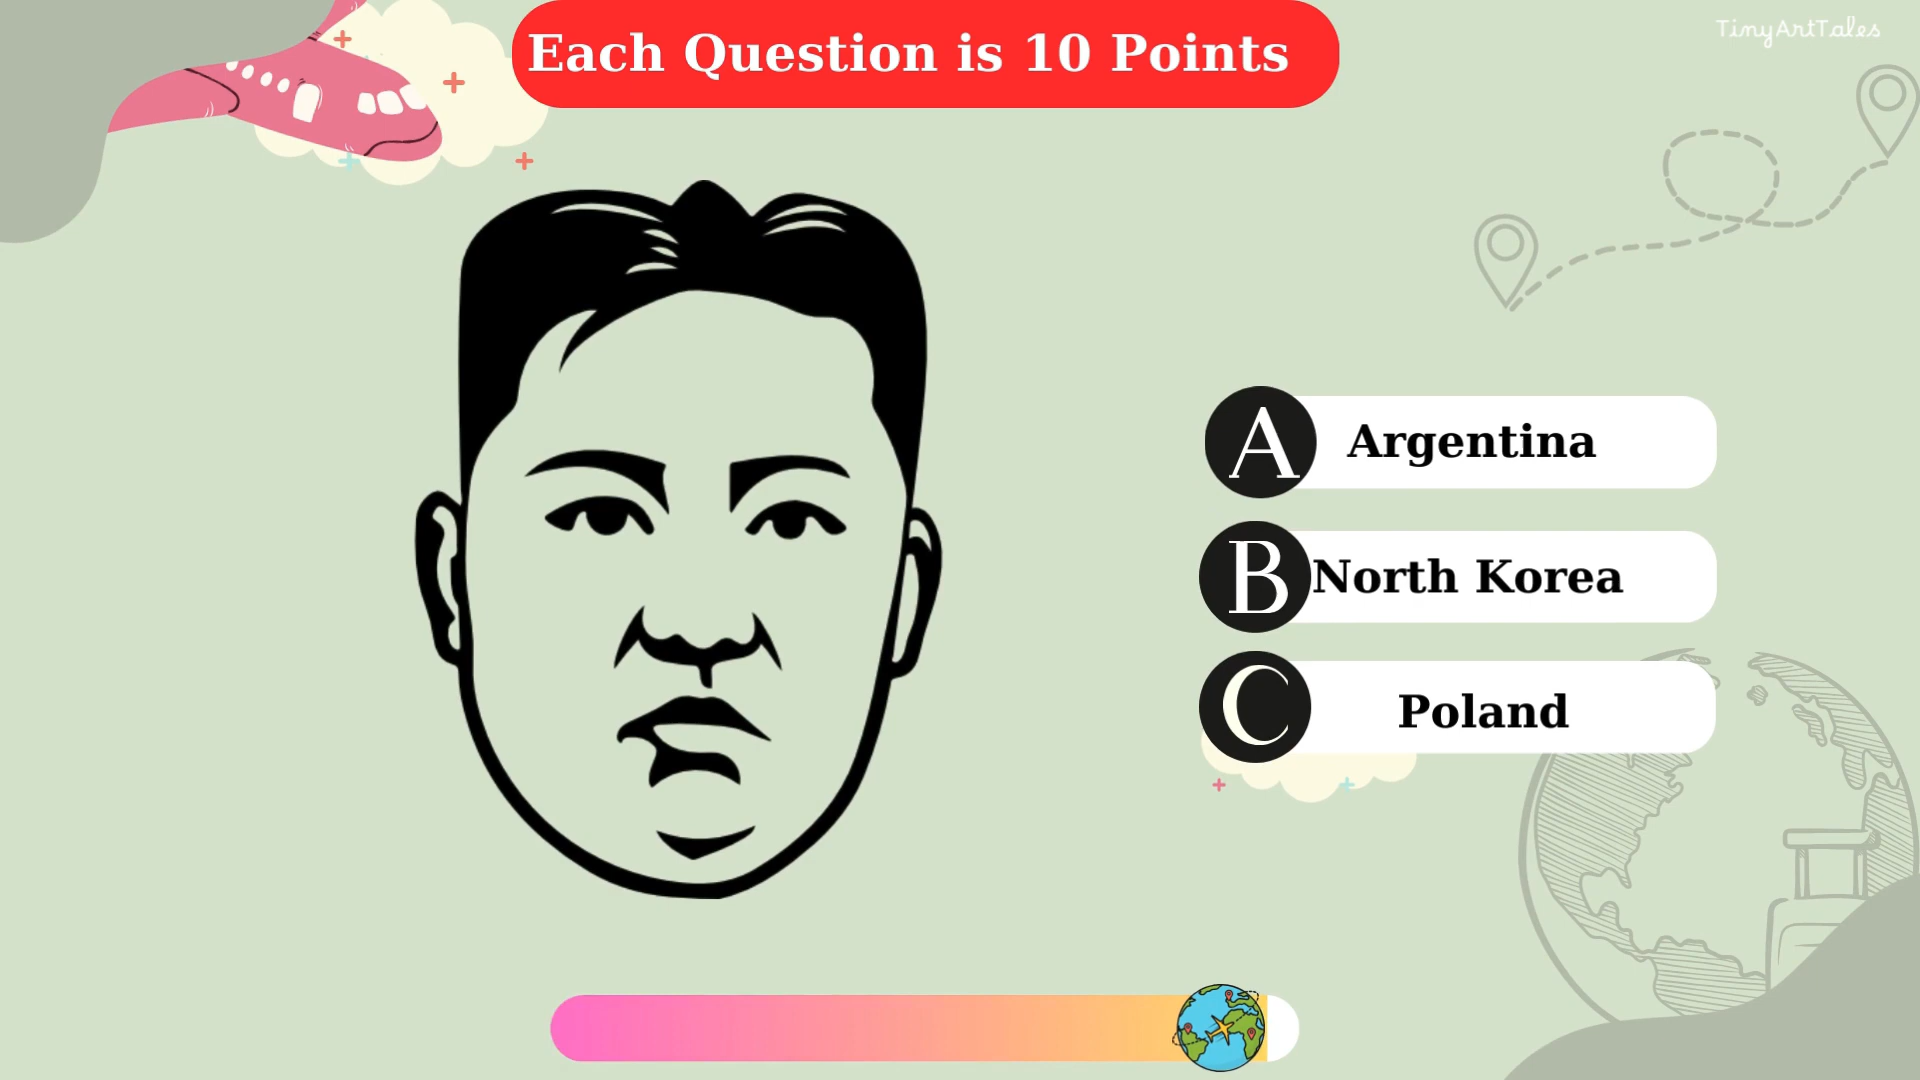 Each Question is 10 Points
TinyArtTales
A Argentina
B North Korea
C Poland